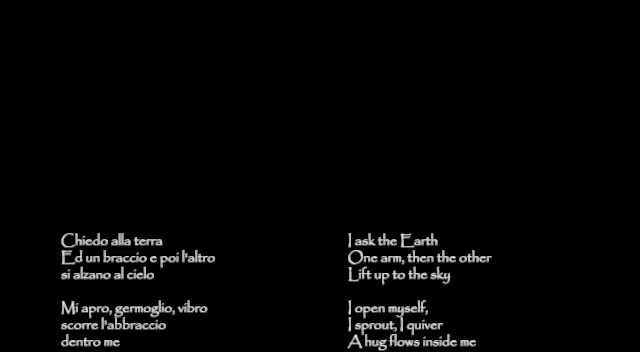 Chiedo alla terra
Ed un braccio e poi l'altro
si alzano al cielo
Mi apro, germoglio, vibro
scorre l'abbraccio
dentro me
I ask the Earth
One arm, then the other
Lift up to the sky
I open myself,
I sprout, I quiver
A hug flows inside me